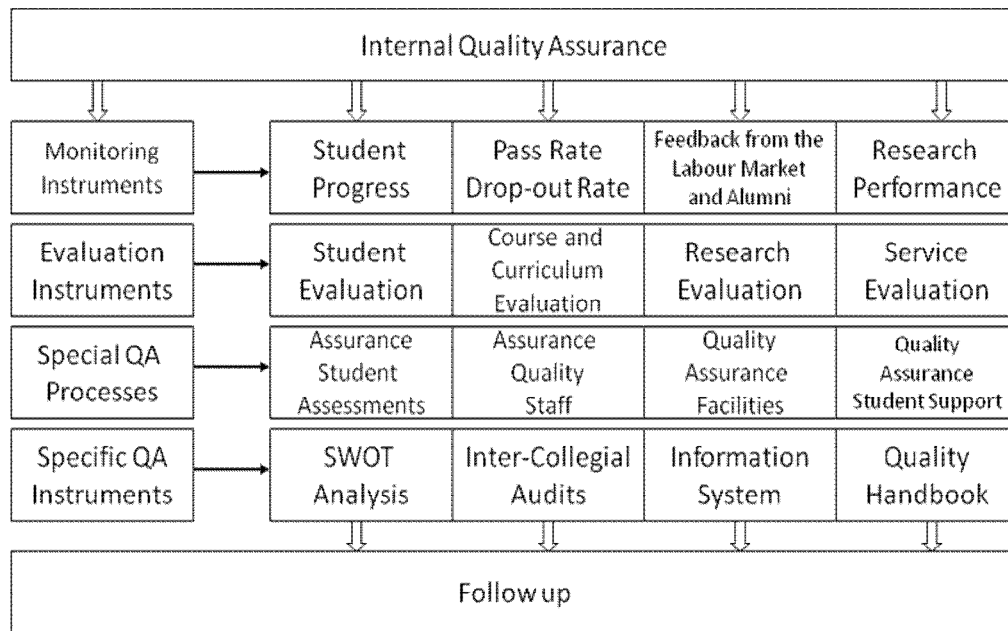 Internal Quality Assurance
Monitoring
Instruments
Student
Progress
Pass Rate
Drop-out Rate
Feedback from the
Labour Market
and Alumni
Research
Performance
Evaluation
Instruments
Student
Evaluation
Course and
Curriculum
Evaluation
Research
Evaluation
Service
Evaluation
Special QA
Processes
Assurance
Student
Assessments
Assurance
Quality
Staff
Quality
Assurance
Facilities
Quality
Assurance
Student Support
Specific QA
Instruments
SWOT
Analysis
Inter-Collegial
Audits
Information
System
Quality
Handbook
Follow up